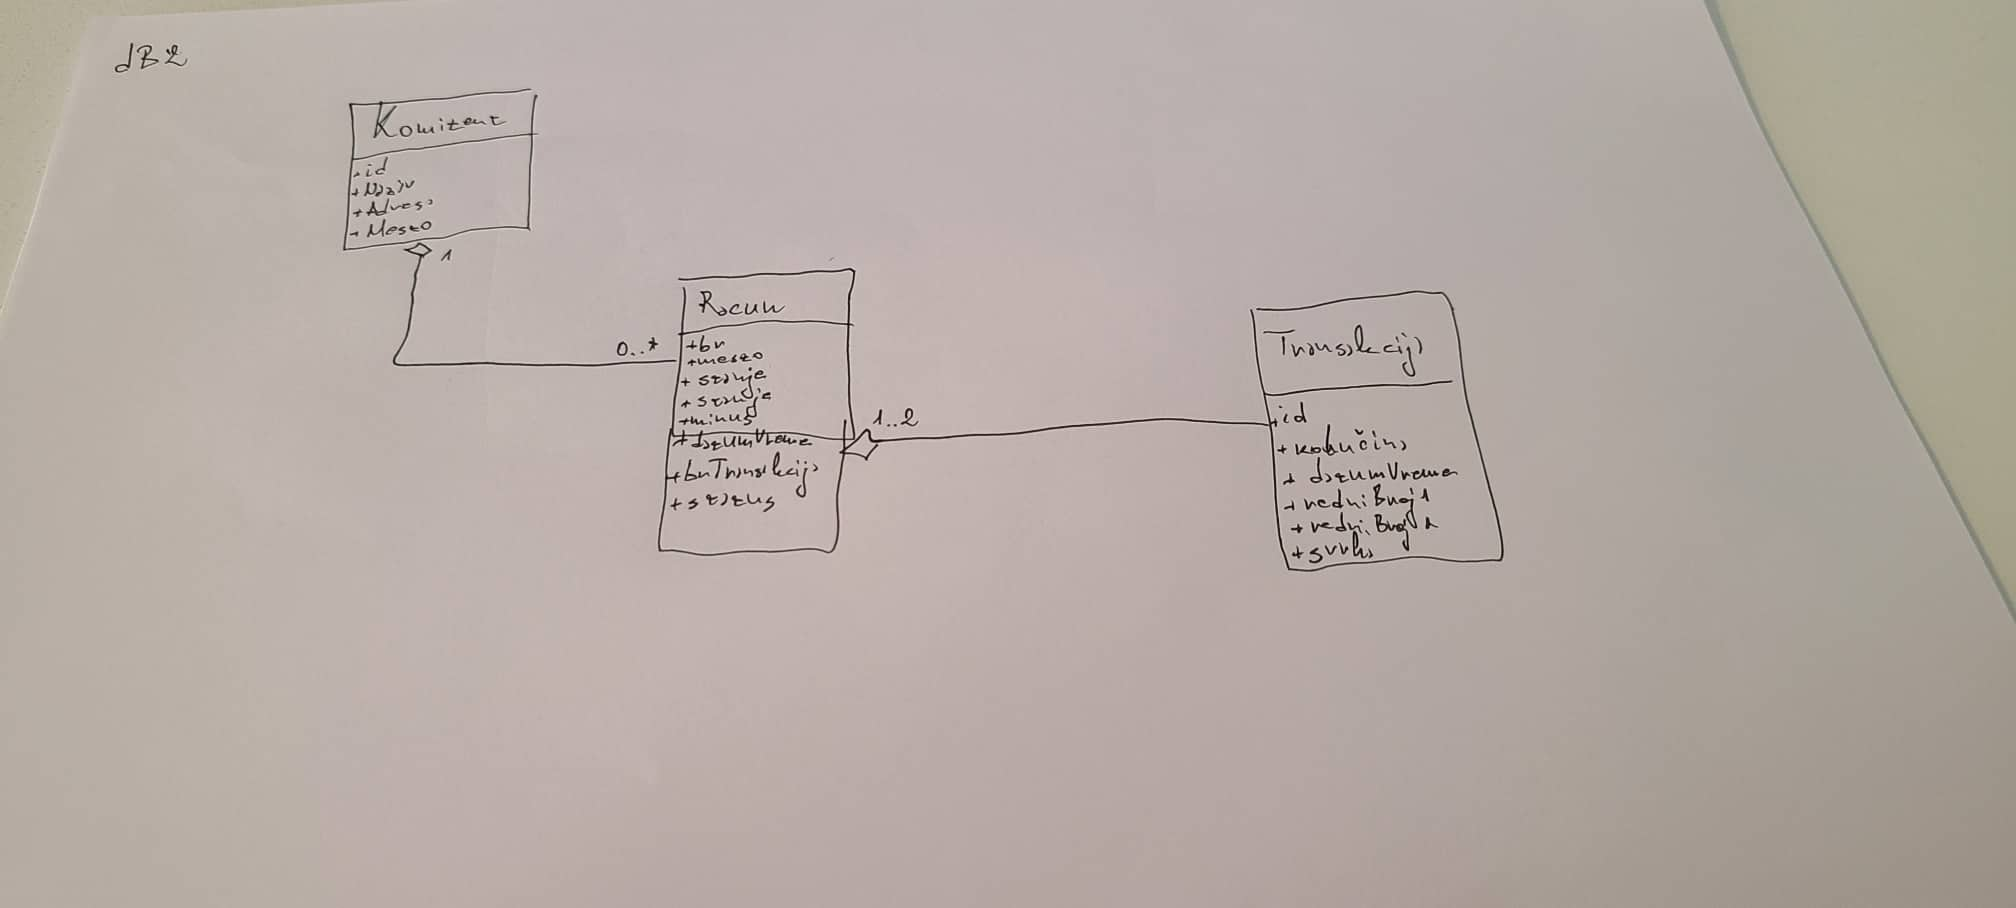 dB2
Komitent
+id
+Naziv
+Adresa
+Mesto
1
0..*
Racun
+br
+mesto
+stanje
+stanje
+minus
+datumVreme
+brTransakcija
+status
1..2
Transakcija
+id
+kolučina
+datumVreme
+redniBroj1
+redniBroj2
+svrha